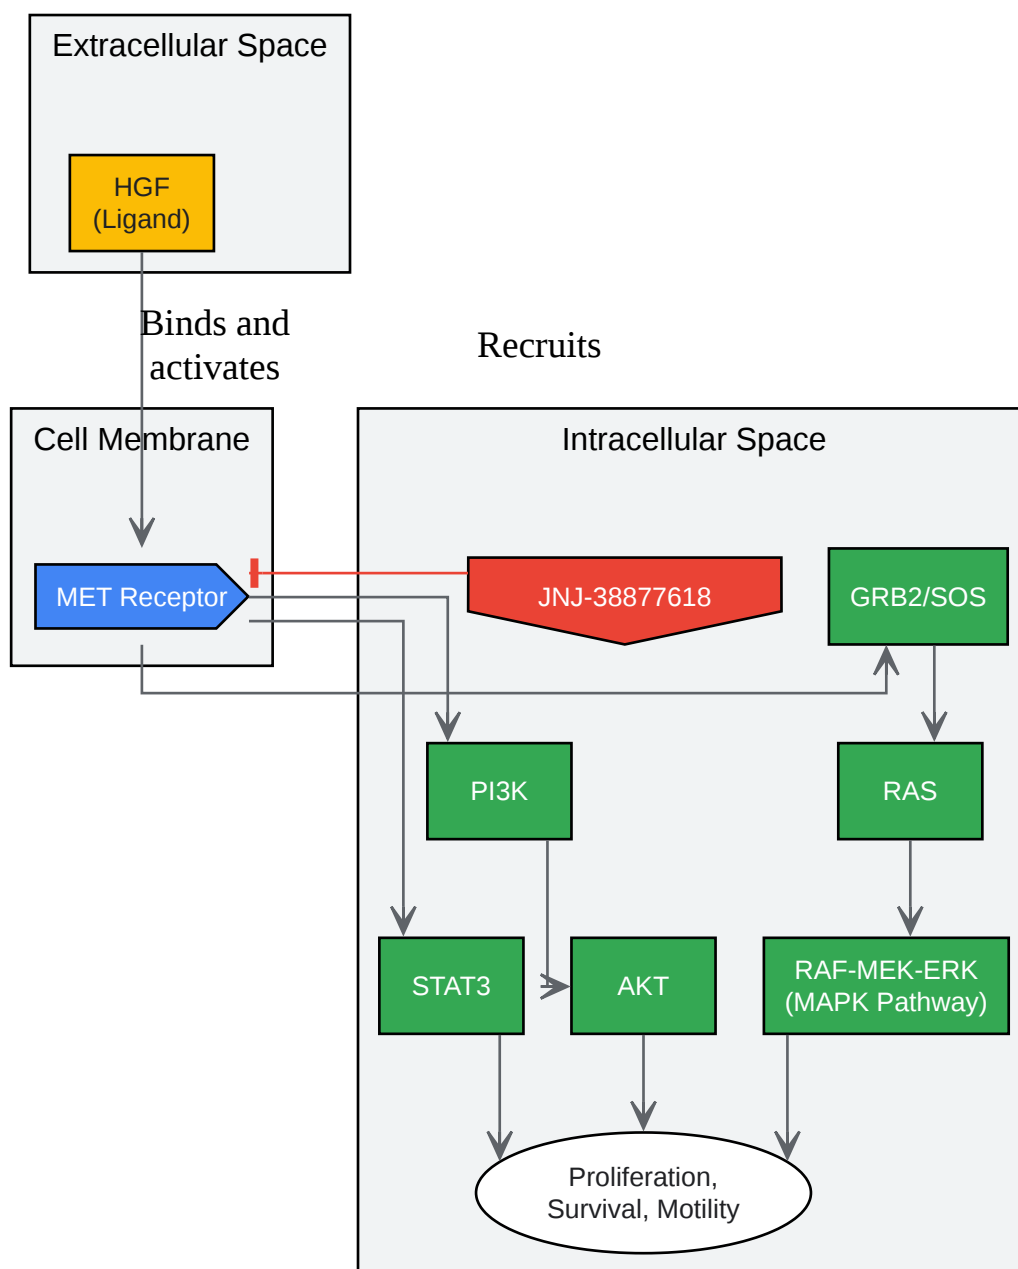 Extracellular Space
HGF
(Ligand)
Binds and
activates
Recruits
Cell Membrane
Intracellular Space
MET Receptor
JNJ-38877618
GRB2/SOS
PI3K
RAS
STAT3
AKT
RAF-MEK-ERK
(MAPK Pathway)
Proliferation,
Survival, Motility